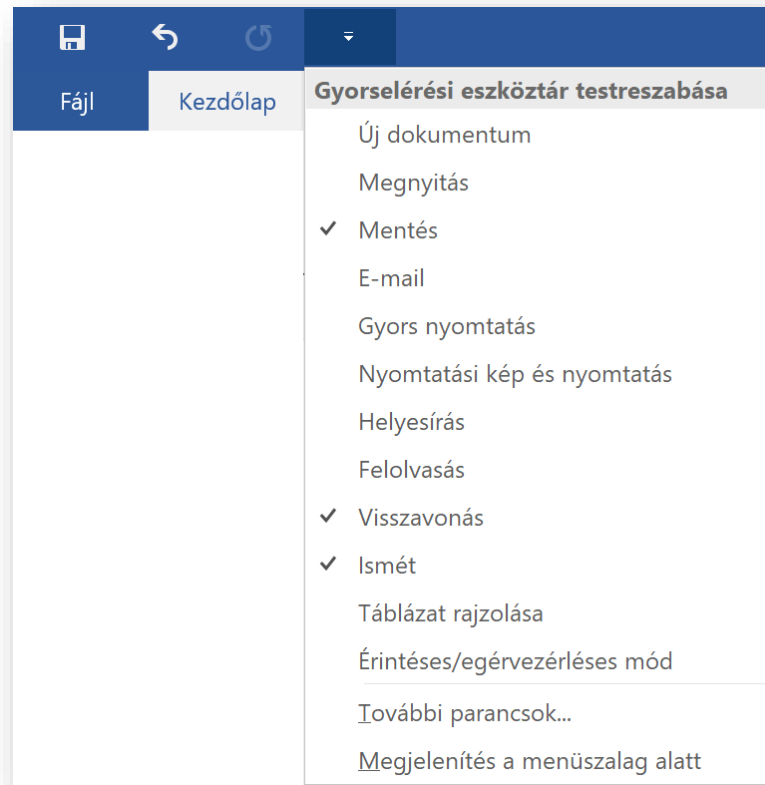 Fájl
Kezdőlap
Gyorselérési eszköztár testreszabása
Új dokumentum
Megnyitás
Mentés
E-mail
Gyors nyomtatás
Nyomtatási kép és nyomtatás
Helyesírás
Felolvasás
Visszavonás
Ismét
Táblázat rajzolása
Érintéses/egérvezérléses mód
További parancsok...
Megjelenítés a menüszalag alatt